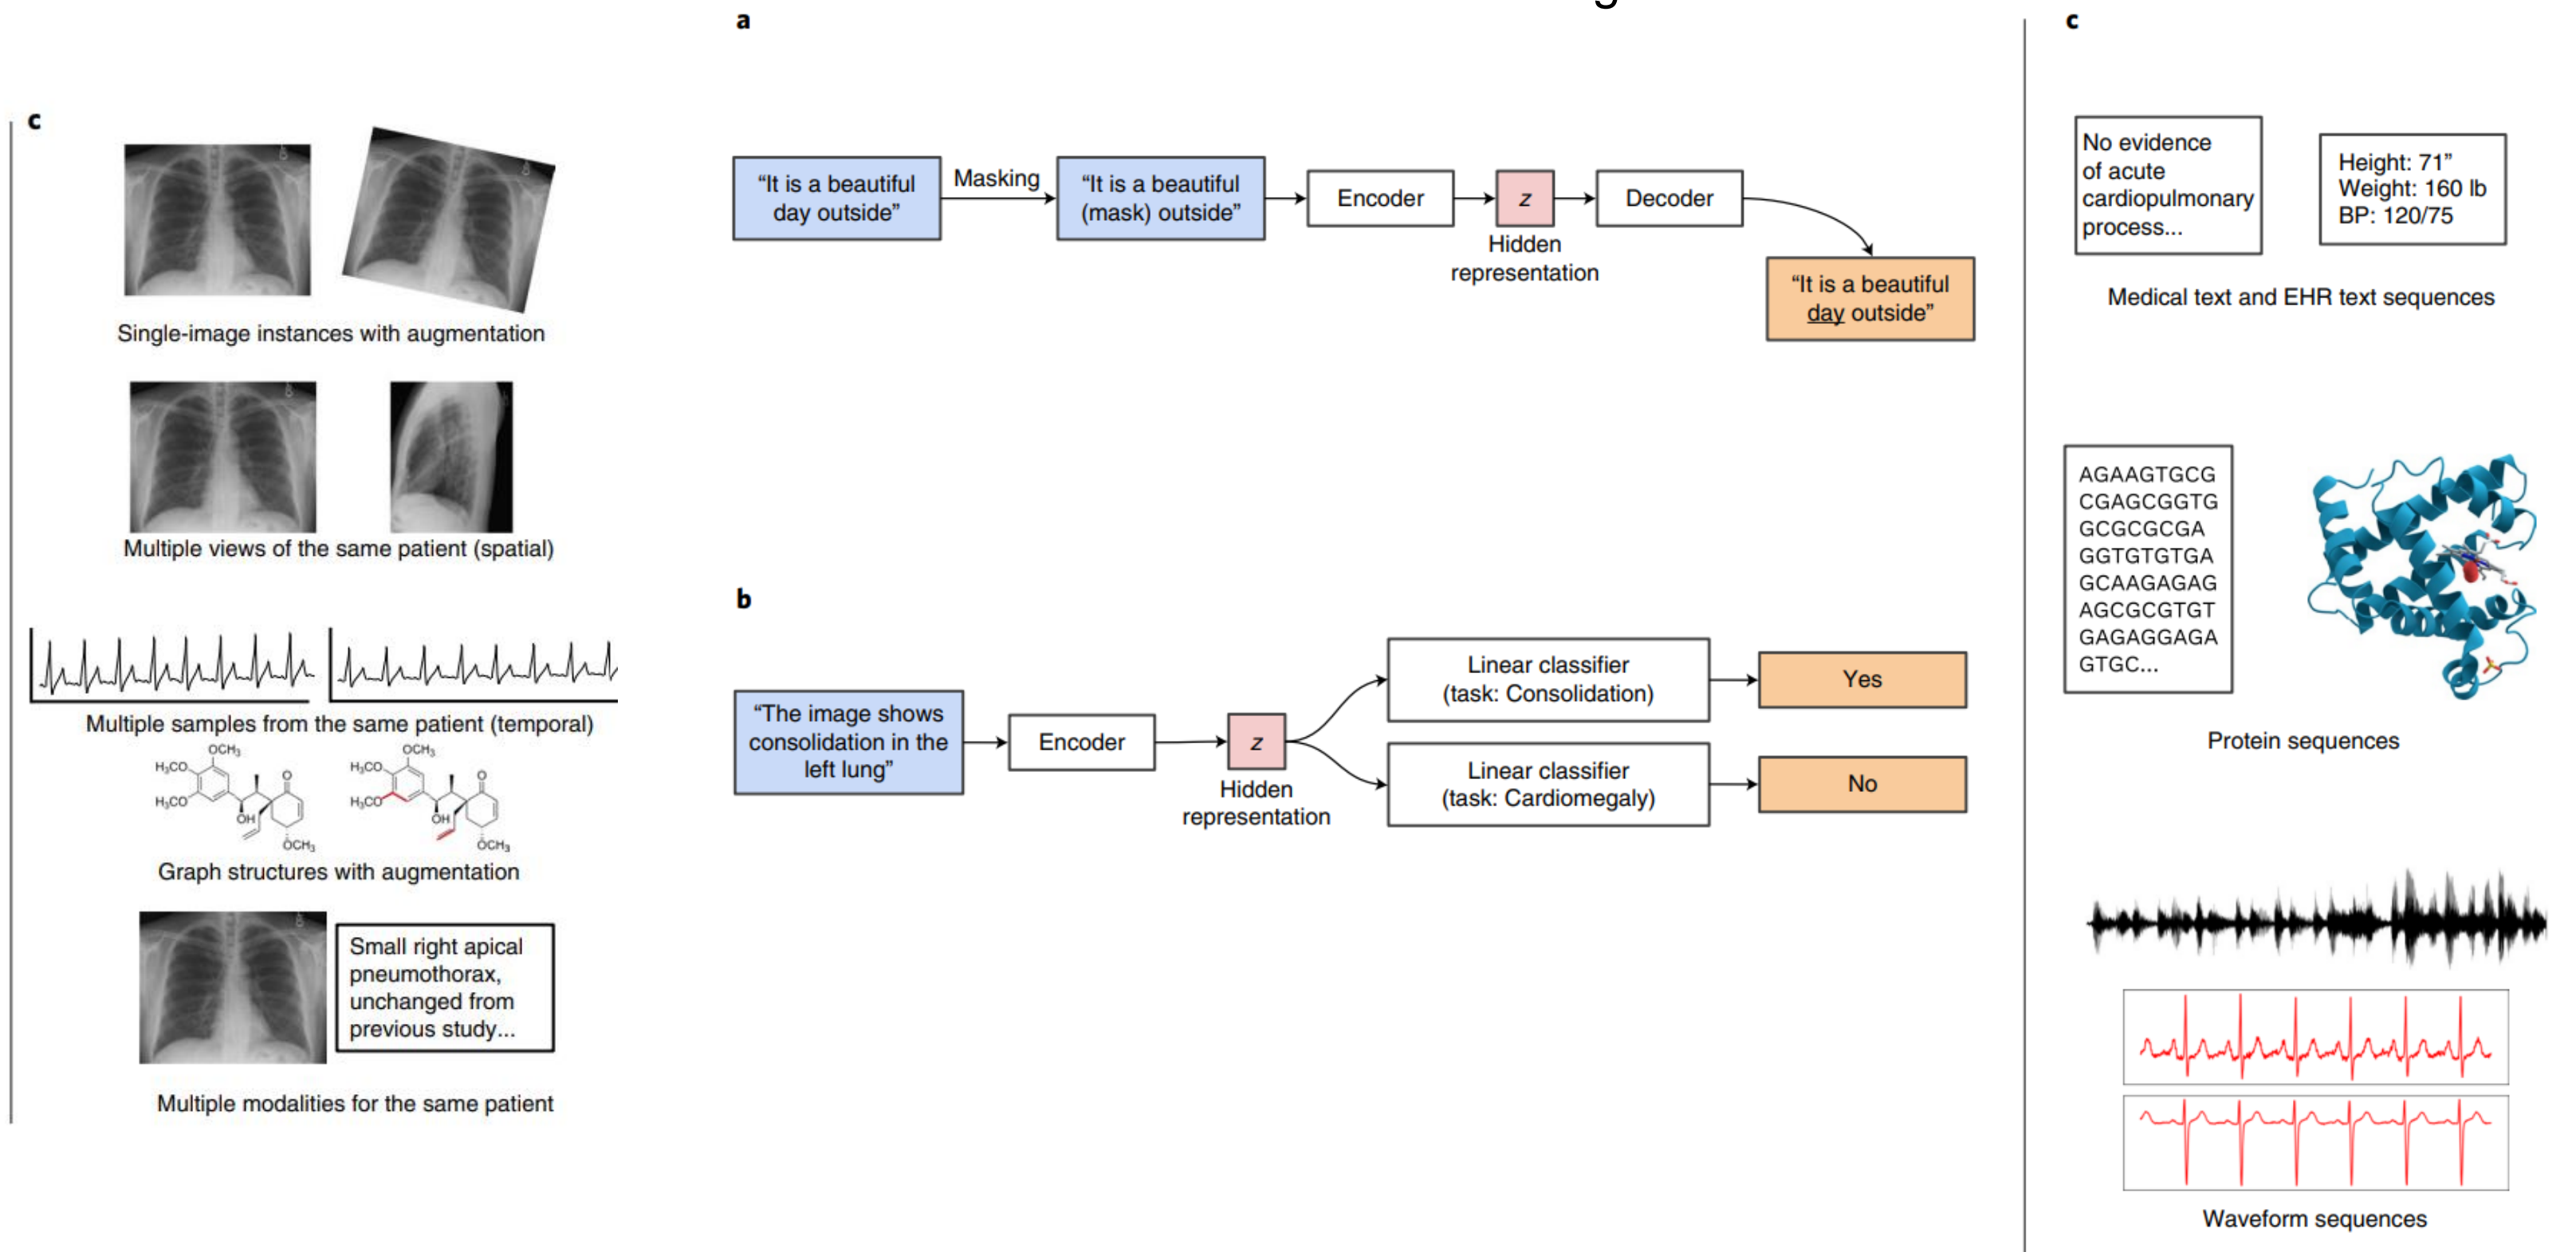 c
Single-image instances with augmentation
Multiple views of the same patient (spatial)
Multiple samples from the same patient (temporal)
OCH₃
H₃CO
O
H₃CO
OH
OCH₃
OCH₃
H₃CO
O
H₃CO
OH
OCH₃
Graph structures with augmentation
Small right apical
pneumothorax,
unchanged from
previous study...
Multiple modalities for the same patient
g
a
“It is a beautiful
day outside”
Masking
“It is a beautiful
(mask) outside”
Encoder
z
Hidden
representation
Decoder
“It is a beautiful
day outside”
b
“The image shows
consolidation in the
left lung”
Encoder
z
Hidden
representation
Linear classifier
(task: Consolidation)
Yes
Linear classifier
(task: Cardiomegaly)
No
c
No evidence
of acute
cardiopulmonary
process...
Height: 71”
Weight: 160 lb
BP: 120/75
Medical text and EHR text sequences
AGAAGTGCG
CGAGCGGTG
GCGCGCGA
GGTGTGTGA
GCAAGAGAG
AGCGCGTGT
GAGAGGAGA
GTGC...
Protein sequences
Waveform sequences